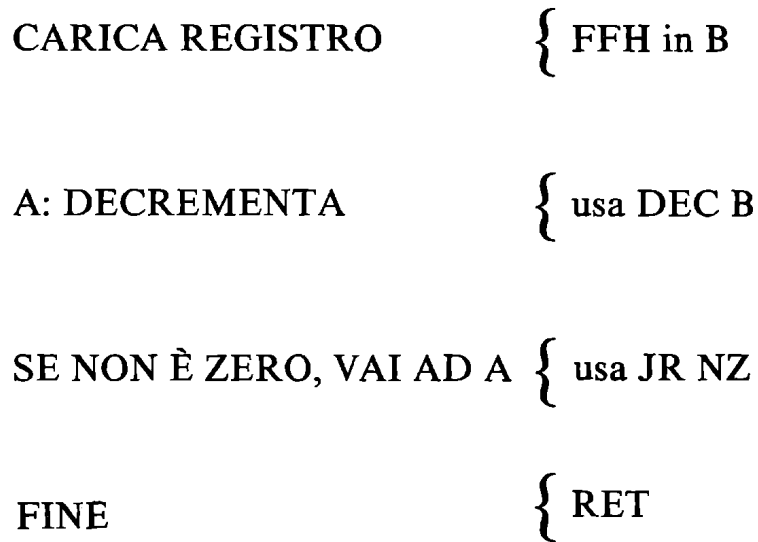 CARICA REGISTRO { FFH in B
A: DECREMENTA { usa DEC B
SE NON È ZERO, VAI AD A { usa JR NZ
FINE { RET